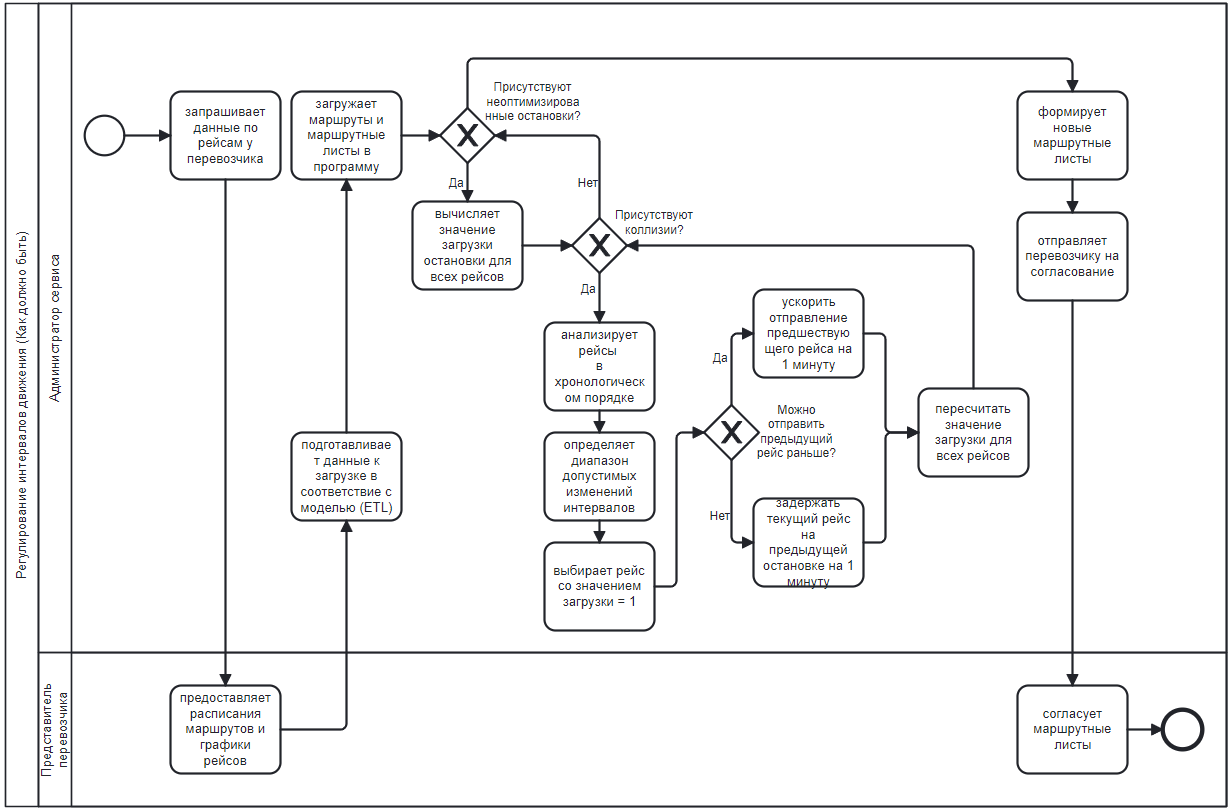 Регулирование интервалов движения (Как должно быть)
Администратор сервиса
запрашивает
данные по
рейсам у
перевозчика
загружает
маршруты и
маршрутные
листы в
программу
Присутствуют
неоптимизирова
нные остановки?
формирует
новые
маршрутные
листы
Да
Нет
вычисляет
значение
загрузки
остановки для
всех рейсов
Присутствуют
коллизии?
отправляет
перевозчику на
согласование
Да
анализирует
рейсы
в
хронологическ
ом порядке
ускорить
отправление
предшествую
щего рейса на
1 минуту
Да
Можно
отправить
предыдущий
рейс раньше?
пересчитать
значение
загрузки для
всех рейсов
подготавливае
т данные к
загрузке в
соответствие с
моделью (ETL)
определяет
диапазон
допустимых
изменений
интервалов
Нет
задержать
текущий рейс
на
предыдущей
остановке на 1
минуту
выбирает рейс
со значением
загрузки = 1
Представитель
перевозчика
предоставляет
расписания
маршрутов и
графики
рейсов
согласует
маршрутные
листы